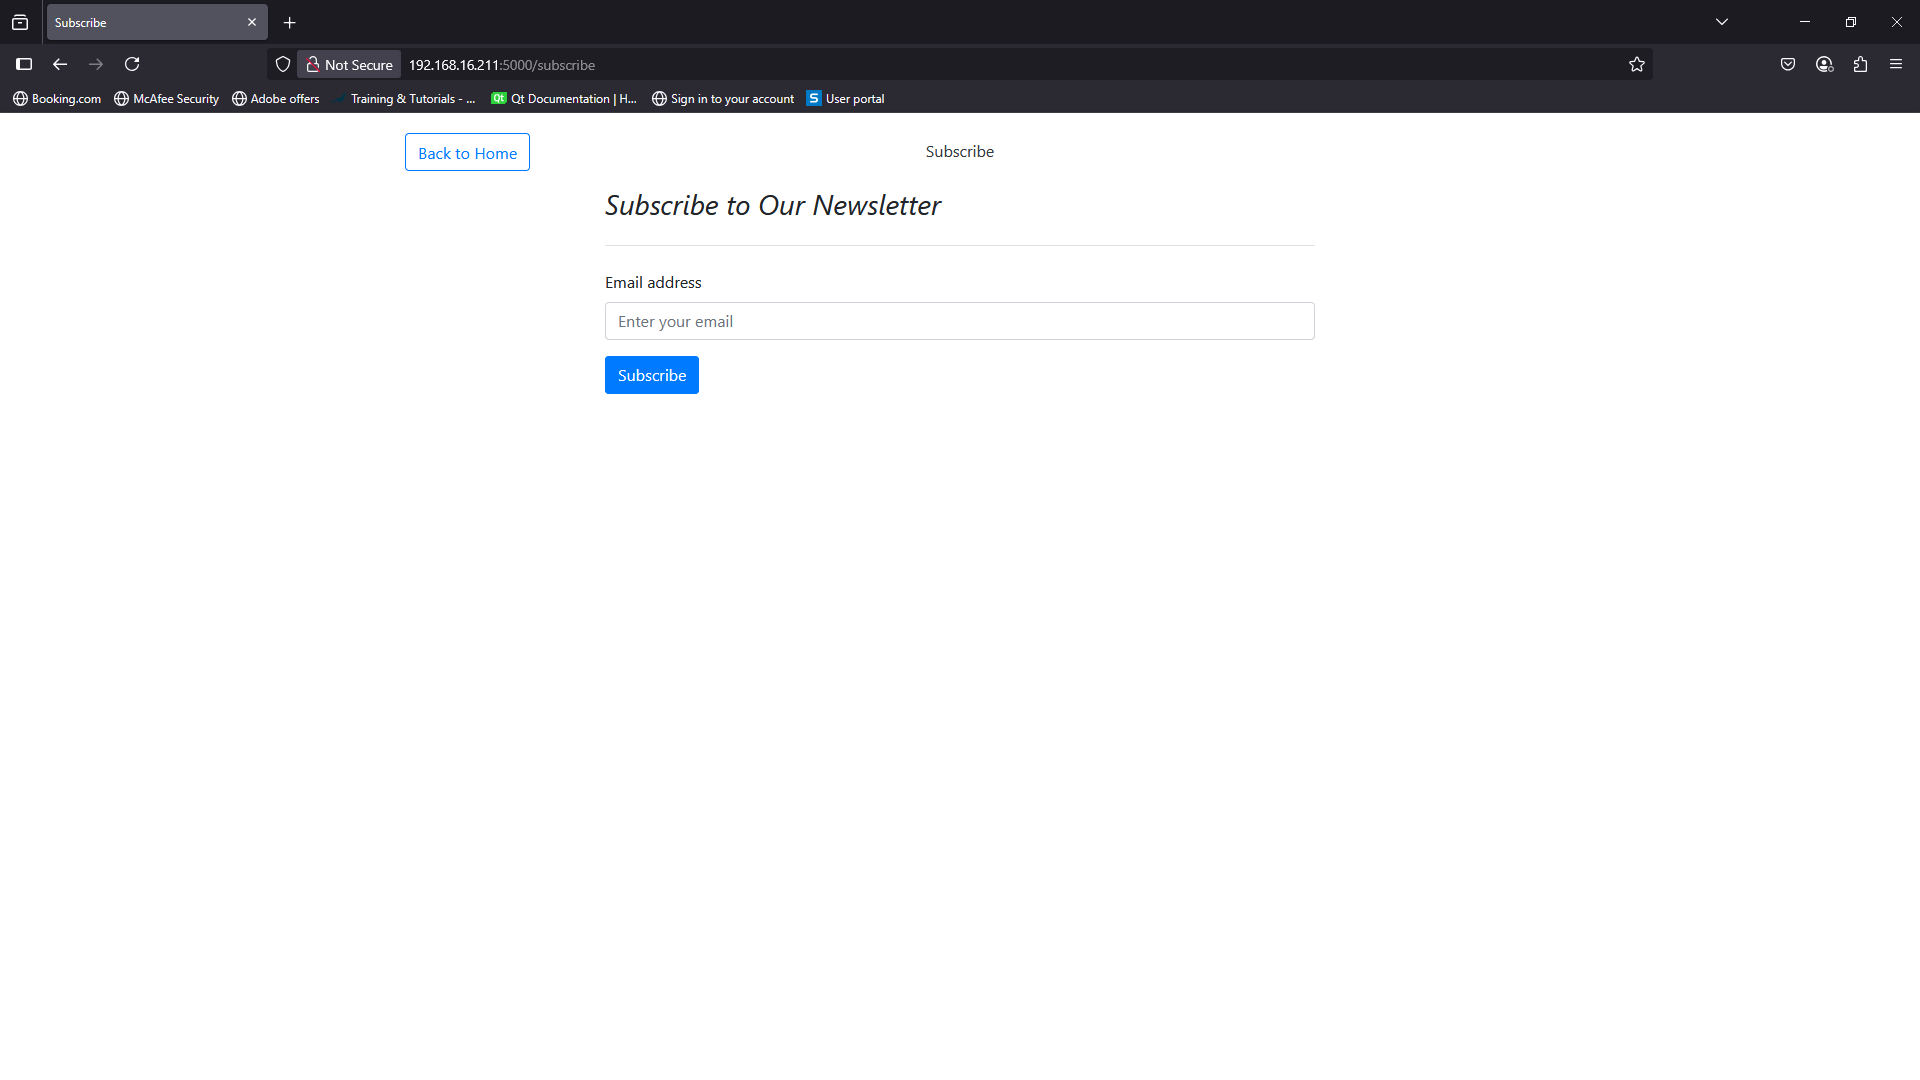 Subscribe
Not Secure 192.168.16.211:5000/subscribe
Booking.com McAfee Security Adobe offers Training & Tutorials - ... Qt Documentation | H... Sign in to your account S User portal
Back to Home Subscribe
Subscribe to Our Newsletter
Email address
Enter your email
Subscribe